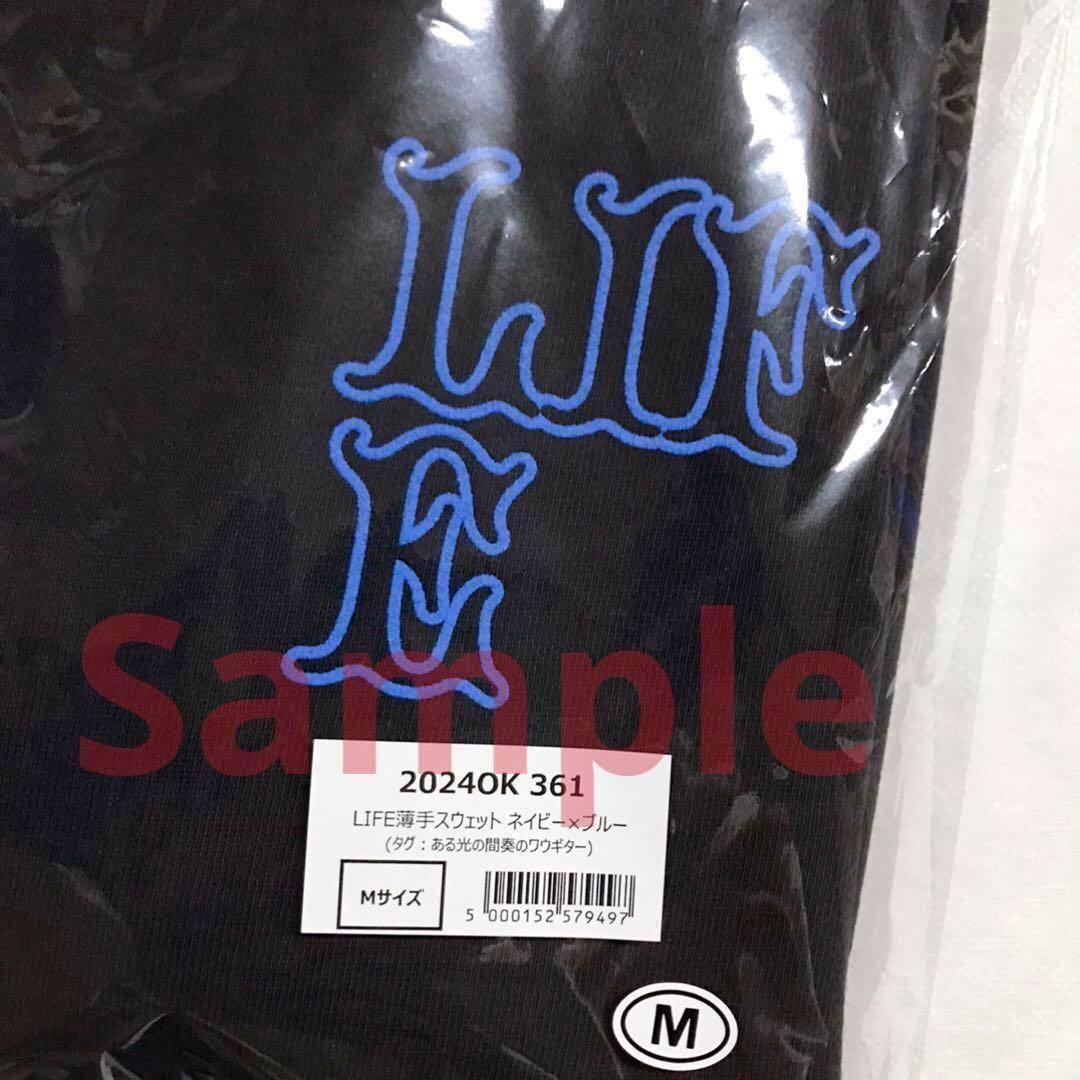 LIF
E
Sample
2024OK 361
LIFE薄手スウェット ネイビー×ブルー
(タグ：ある光の間奏のワウギター)
Mサイズ
5 000152 579497
M